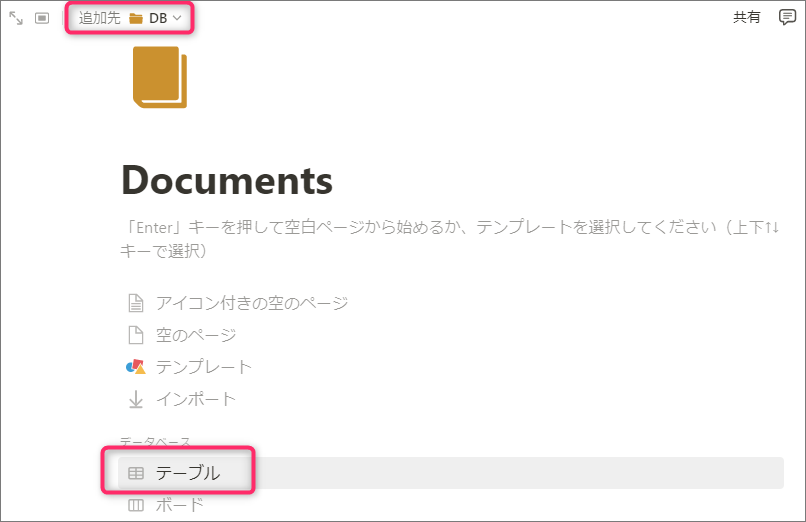 追加先 DB
共有
Documents
「Enter」キーを押して空白ページから始めるか、テンプレートを選択してください（上下↑↓
キーで選択）
アイコン付きの空のページ
空のページ
テンプレート
インポート
データベース
テーブル
ボード